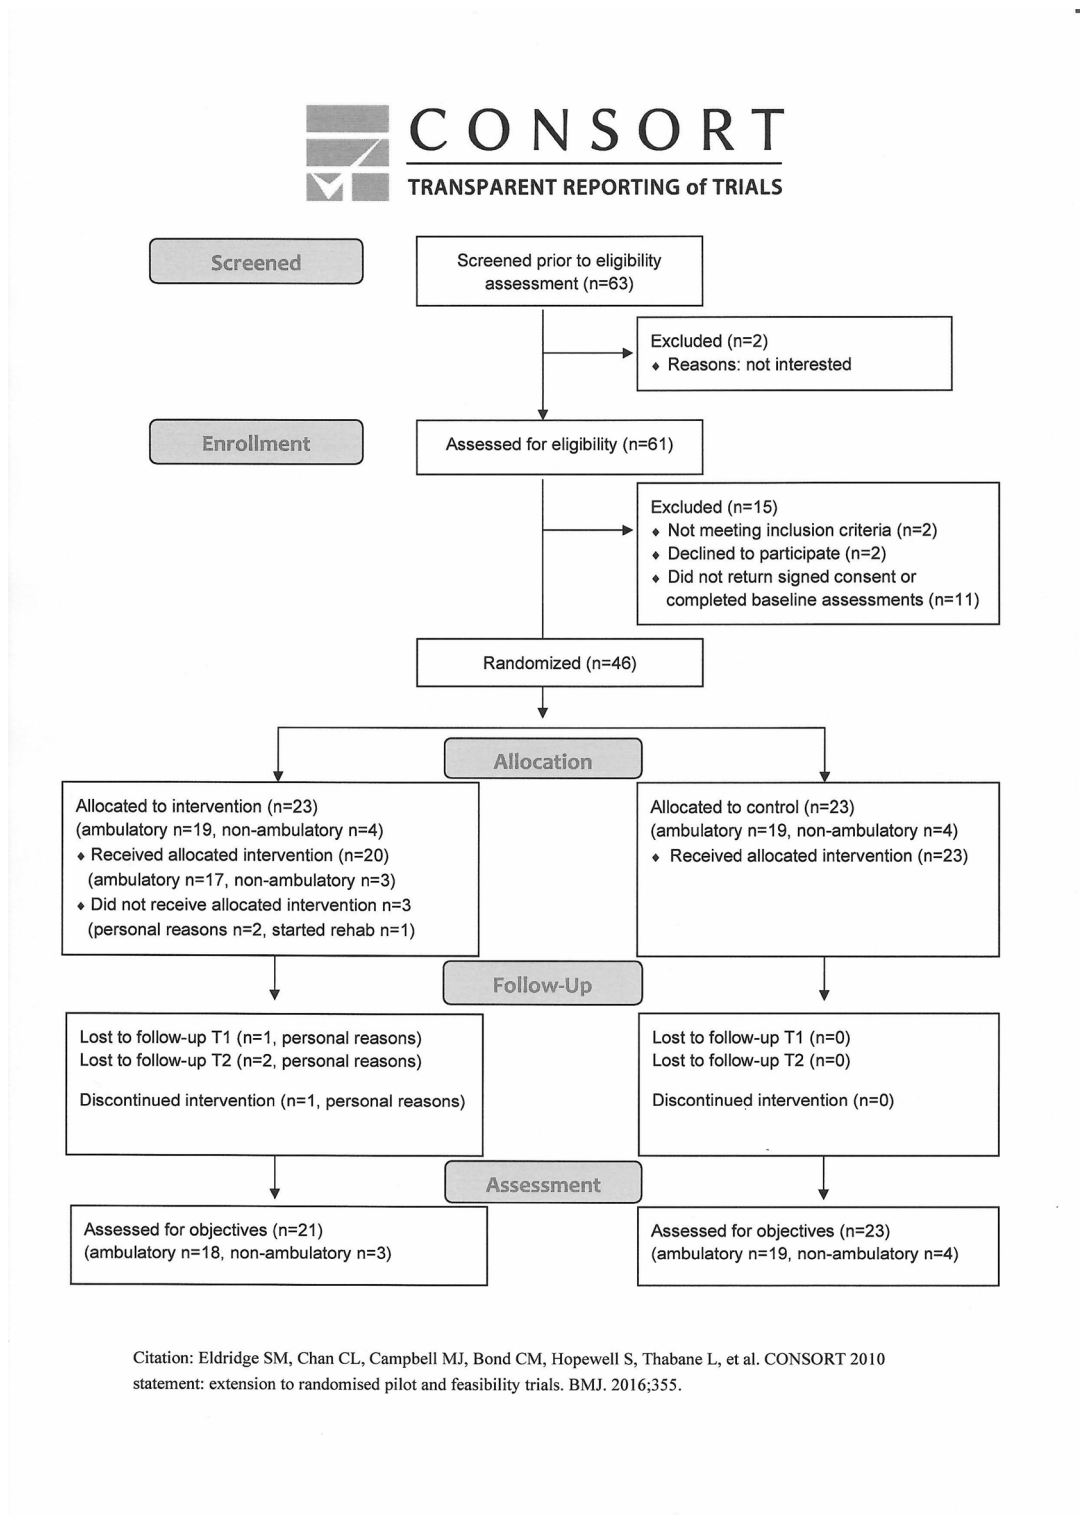 CONSORT
TRANSPARENT REPORTING of TRIALS
Screened
Screened prior to eligibility
assessment (n=63)
Excluded (n=2)
♦ Reasons: not interested
Enrollment
Assessed for eligibility (n=61)
Excluded (n=15)
♦ Not meeting inclusion criteria (n=2)
♦ Declined to participate (n=2)
♦ Did not return signed consent or
completed baseline assessments (n=11)
Randomized (n=46)
Allocation
Allocated to intervention (n=23)
(ambulatory n=19, non-ambulatory n=4)
♦ Received allocated intervention (n=20)
(ambulatory n=17, non-ambulatory n=3)
♦ Did not receive allocated intervention n=3
(personal reasons n=2, started rehab n=1)
Allocated to control (n=23)
(ambulatory n=19, non-ambulatory n=4)
♦ Received allocated intervention (n=23)
Follow-Up
Lost to follow-up T1 (n=1, personal reasons)
Lost to follow-up T2 (n=2, personal reasons)
Discontinued intervention (n=1, personal reasons)
Lost to follow-up T1 (n=0)
Lost to follow-up T2 (n=0)
Discontinued intervention (n=0)
Assessment
Assessed for objectives (n=21)
(ambulatory n=18, non-ambulatory n=3)
Assessed for objectives (n=23)
(ambulatory n=19, non-ambulatory n=4)
Citation: Eldridge SM, Chan CL, Campbell MJ, Bond CM, Hopewell S, Thabane L, et al. CONSORT 2010
statement: extension to randomised pilot and feasibility trials. BMJ. 2016;355.